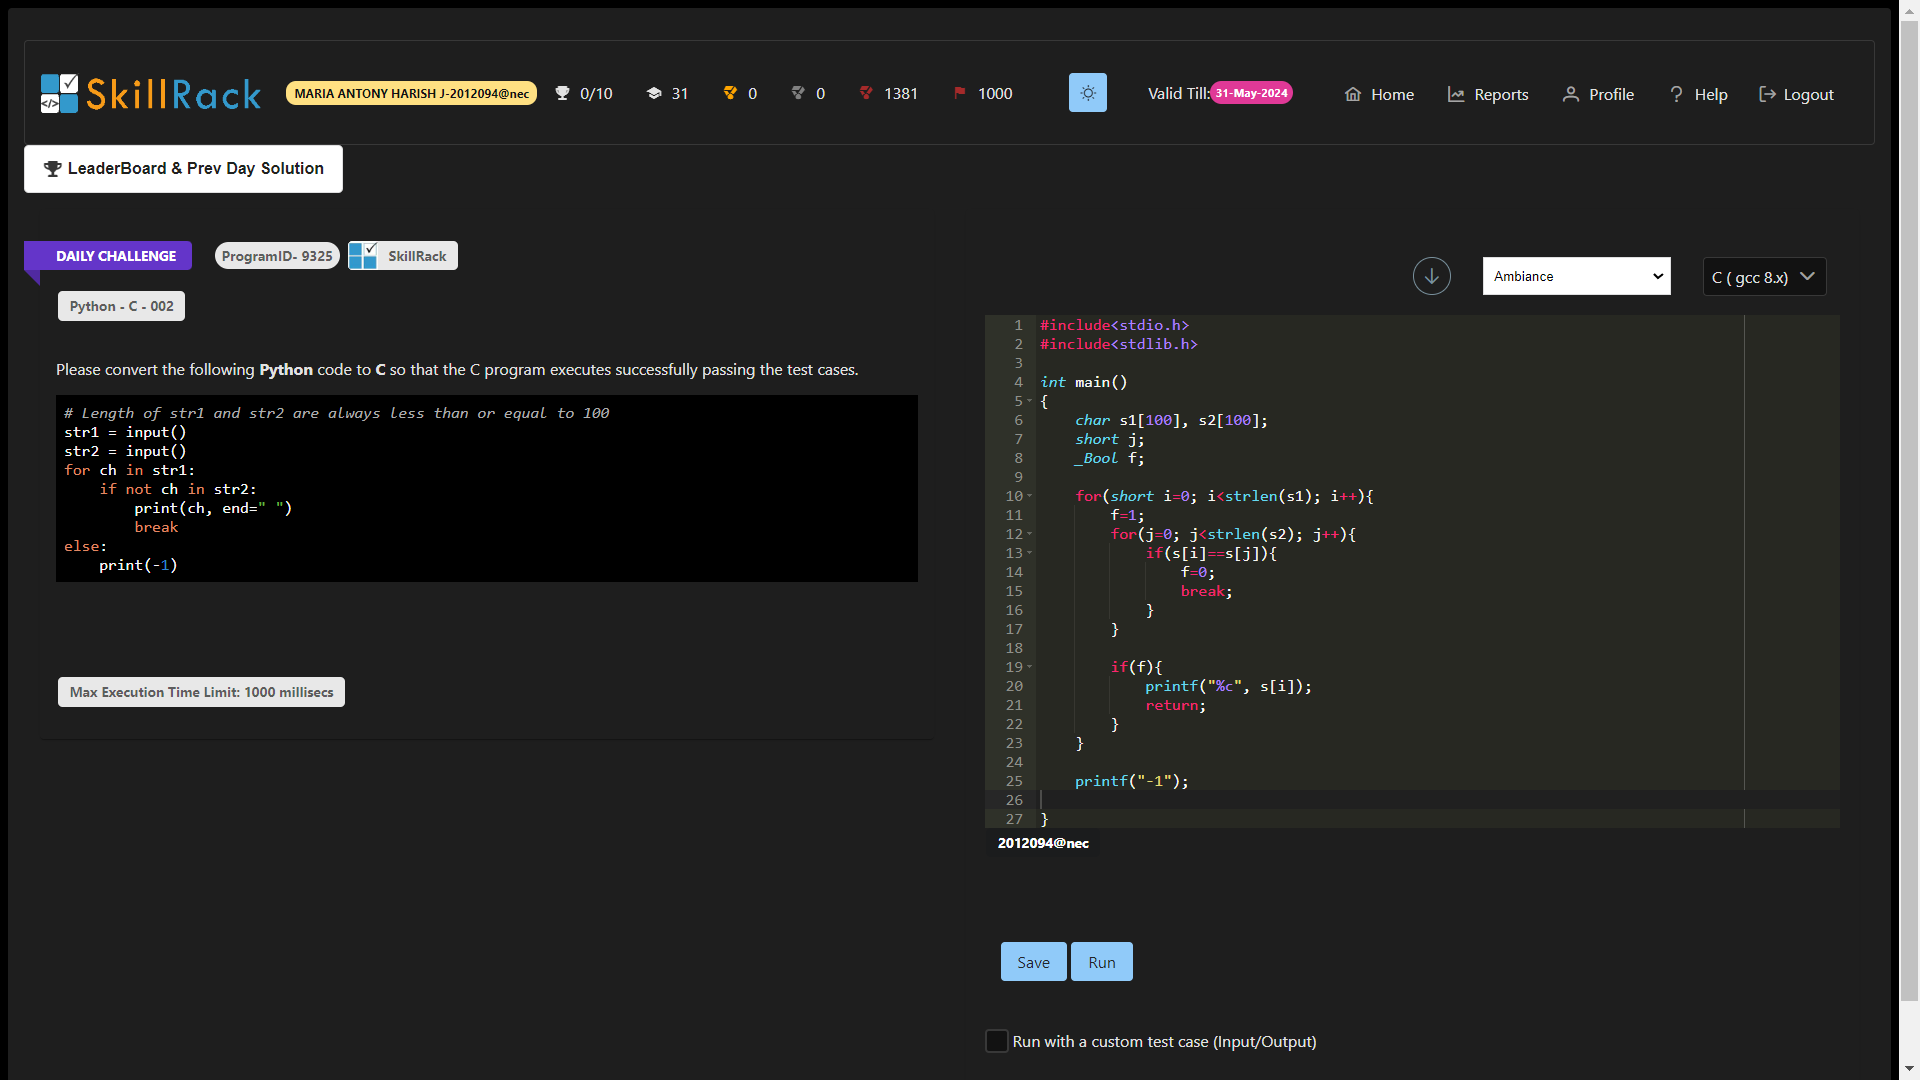 SkillRack
MARIA ANTONY HARISH J-2012094@nec
0/10
31
0
0
1381
1000
Valid Till:31-May-2024
Home
Reports
Profile
Help
Logout
LeaderBoard & Prev Day Solution
DAILY CHALLENGE
ProgramID- 9325
SkillRack
Python - C - 002
Please convert the following Python code to C so that the C program executes successfully passing the test cases.
# Length of str1 and str2 are always less than or equal to 100
str1 = input()
str2 = input()
for ch in str1:
    if not ch in str2:
        print(ch, end=" ")
        break
else:
    print(-1)
Max Execution Time Limit: 1000 millisecs
Ambiance
C ( gcc 8.x)
1 #include<stdio.h>
2 #include<stdlib.h>
3
4 int main()
5 {
6     char s1[100], s2[100];
7     short j;
8     _Bool f;
9
10     for(short i=0; i<strlen(s1); i++){
11         f=1;
12         for(j=0; j<strlen(s2); j++){
13             if(s[i]==s[j]){
14                 f=0;
15                 break;
16             }
17         }
18
19         if(f){
20             printf("%c", s[i]);
21             return;
22         }
23     }
24
25     printf("-1");
26
27 }
2012094@nec
Save
Run
Run with a custom test case (Input/Output)